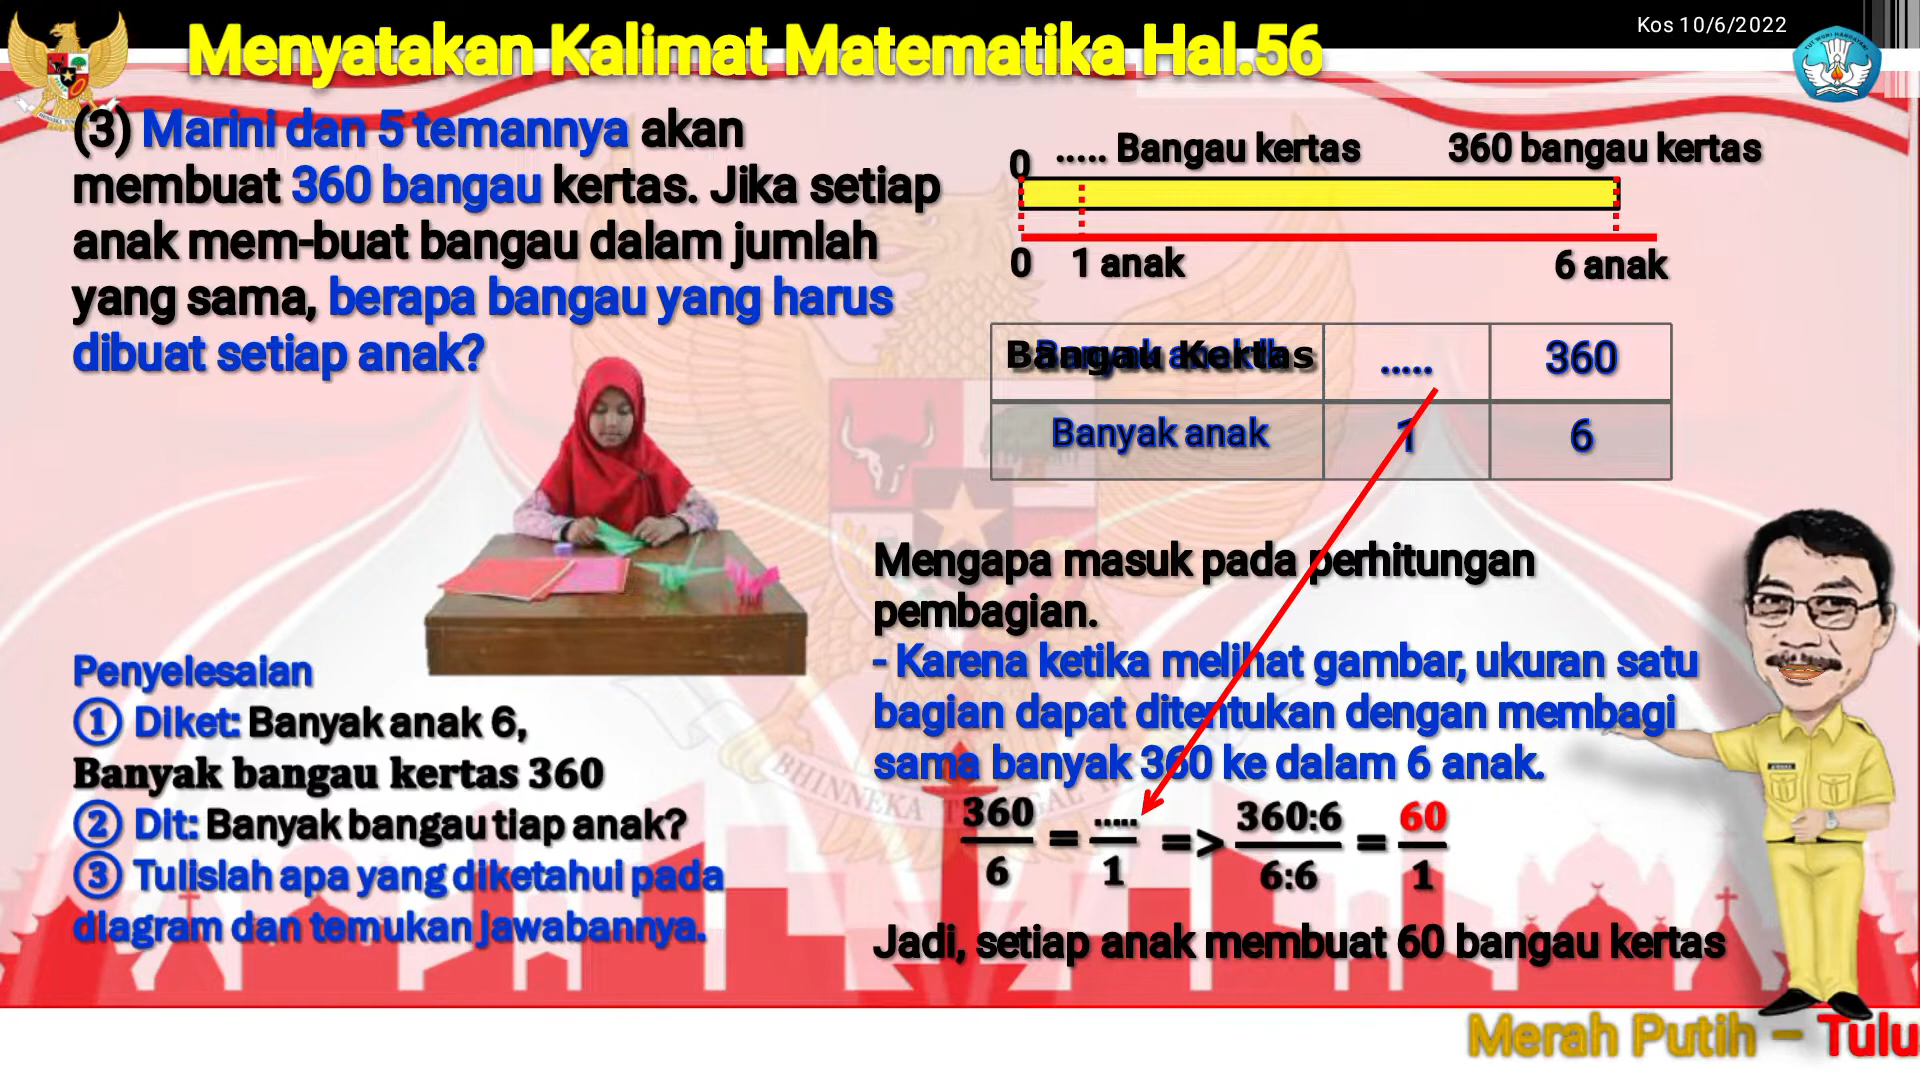 Kos 10/6/2022
Menyatakan Kalimat Matematika Hal.56
(3) Marini dan 5 temannya akan
membuat 360 bangau kertas. Jika setiap
anak mem-buat bangau dalam jumlah
yang sama, berapa bangau yang harus
dibuat setiap anak?
Penyelesaian
① Diket: Banyak anak 6,
Banyak bangau kertas 360
② Dit: Banyak bangau tiap anak?
③ Tulislah apa yang diketahui pada
diagram dan temukan jawabannya.
0 ..... Bangau kertas 360 bangau kertas
0 1 anak 6 anak
Bangau Kertas ..... 360
Banyak anak 1 6
Mengapa masuk pada perhitungan
pembagian.
- Karena ketika melihat gambar, ukuran satu
bagian dapat ditentukan dengan membagi
sama banyak 360 ke dalam 6 anak.
360/6 = ...../1 => 360:6/6:6 = 60/1
Jadi, setiap anak membuat 60 bangau kertas
BHINNEKA
Merah Putih – Tulu